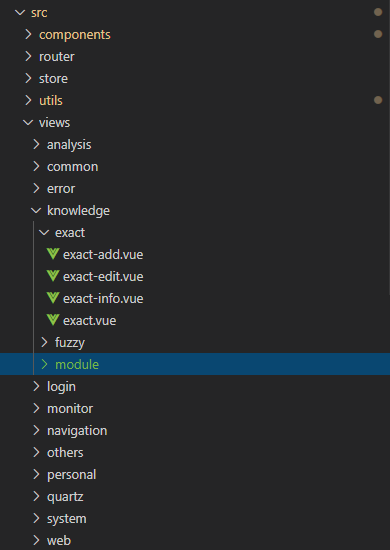 src
components
router
store
utils
views
analysis
common
error
knowledge
exact
exact-add.vue
exact-edit.vue
exact-info.vue
exact.vue
fuzzy
module
login
monitor
navigation
others
personal
quartz
system
web